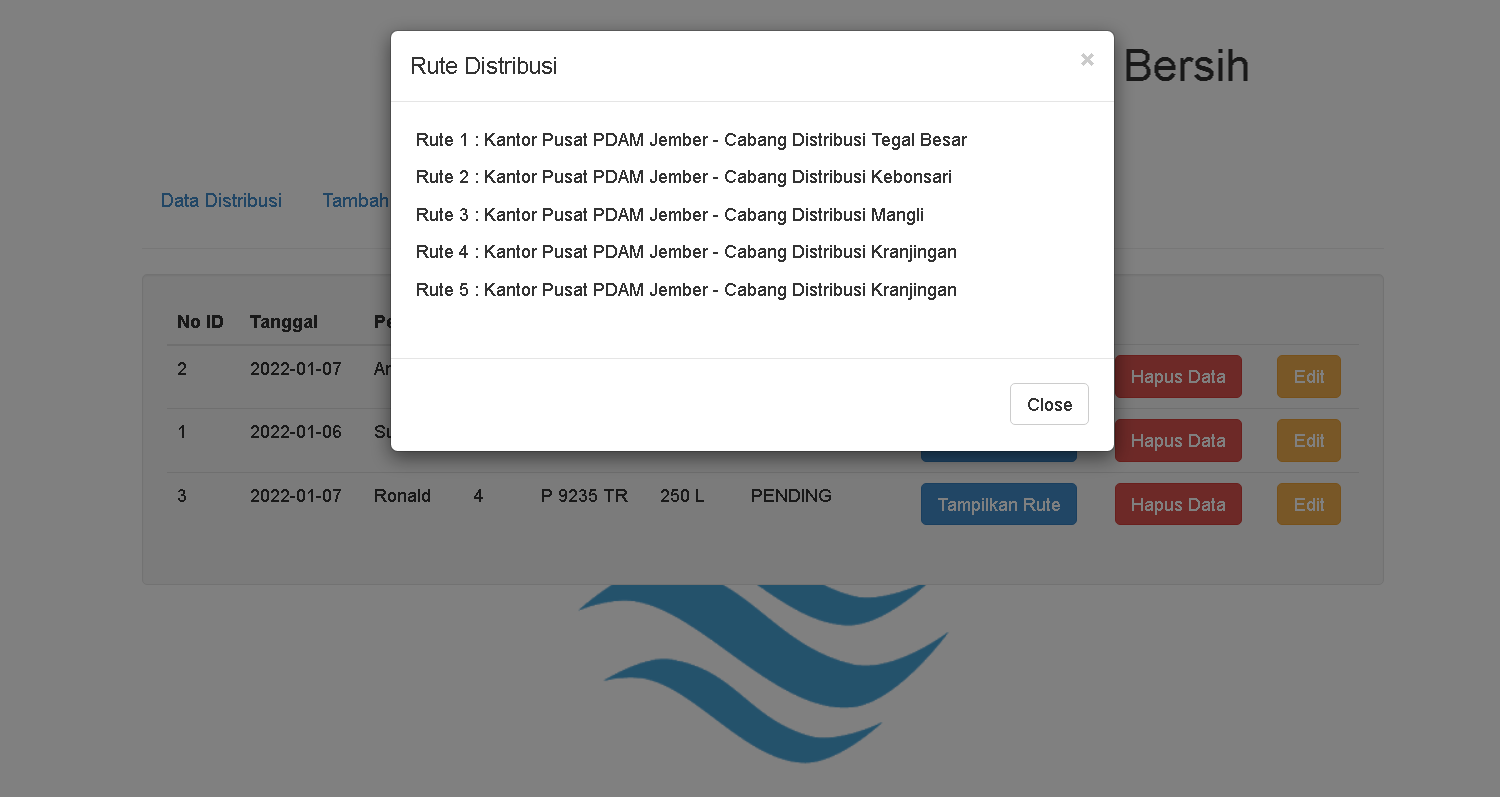 Rute Distribusi
×
Bersih
Rute 1 : Kantor Pusat PDAM Jember - Cabang Distribusi Tegal Besar
Rute 2 : Kantor Pusat PDAM Jember - Cabang Distribusi Kebonsari
Data Distribusi Tambah
Rute 3 : Kantor Pusat PDAM Jember - Cabang Distribusi Mangli
Rute 4 : Kantor Pusat PDAM Jember - Cabang Distribusi Kranjingan
Rute 5 : Kantor Pusat PDAM Jember - Cabang Distribusi Kranjingan
No ID Tanggal
2 2022-01-07 Hapus Data Edit
Close
1 2022-01-06 Hapus Data Edit
3 2022-01-07 Ronald 4 P 9235 TR 250 L PENDING Tampilkan Rute Hapus Data Edit